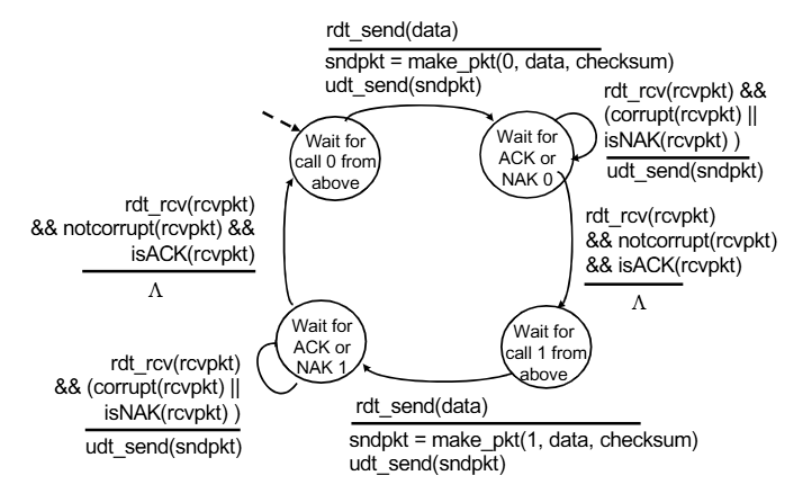 rdt_send(data)
sndpkt = make_pkt(0, data, checksum)
udt_send(sndpkt)
rdt_rcv(rcvpkt) &&
(corrupt(rcvpkt) ||
isNAK(rcvpkt) )
udt_send(sndpkt)
Wait for
call 0 from
above
Wait for
ACK or
NAK 0
rdt_rcv(rcvpkt)
&& notcorrupt(rcvpkt) &&
isACK(rcvpkt)
Λ
rdt_rcv(rcvpkt)
&& notcorrupt(rcvpkt)
&& isACK(rcvpkt)
Λ
Wait for
ACK or
NAK 1
Wait for
call 1 from
above
rdt_rcv(rcvpkt)
&& (corrupt(rcvpkt) ||
isNAK(rcvpkt) )
udt_send(sndpkt)
rdt_send(data)
sndpkt = make_pkt(1, data, checksum)
udt_send(sndpkt)